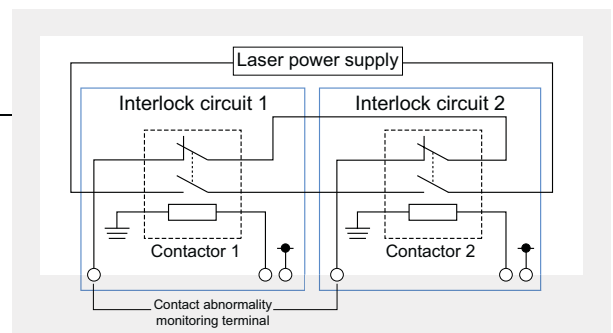 Laser power supply
Interlock circuit 1
Interlock circuit 2
Contactor 1
Contactor 2
Contact abnormality
monitoring terminal